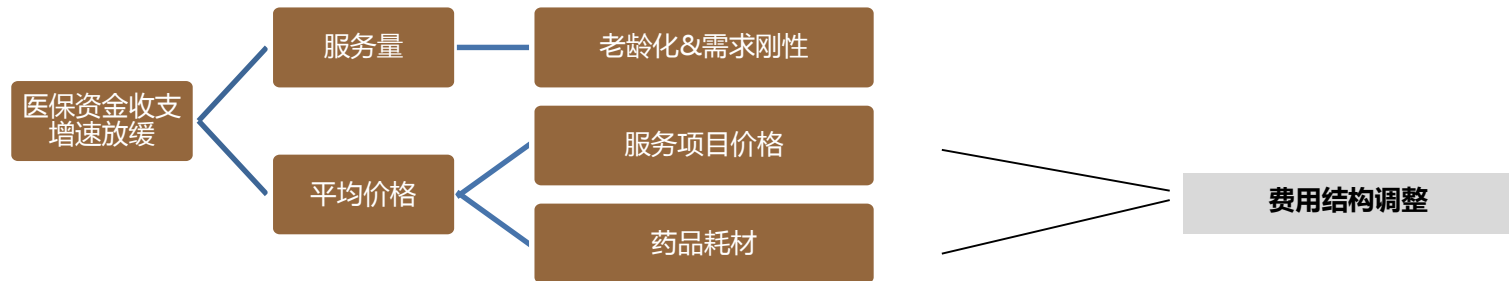 医保资金收支
增速放缓
服务量
平均价格
老龄化&需求刚性
服务项目价格
药品耗材
费用结构调整